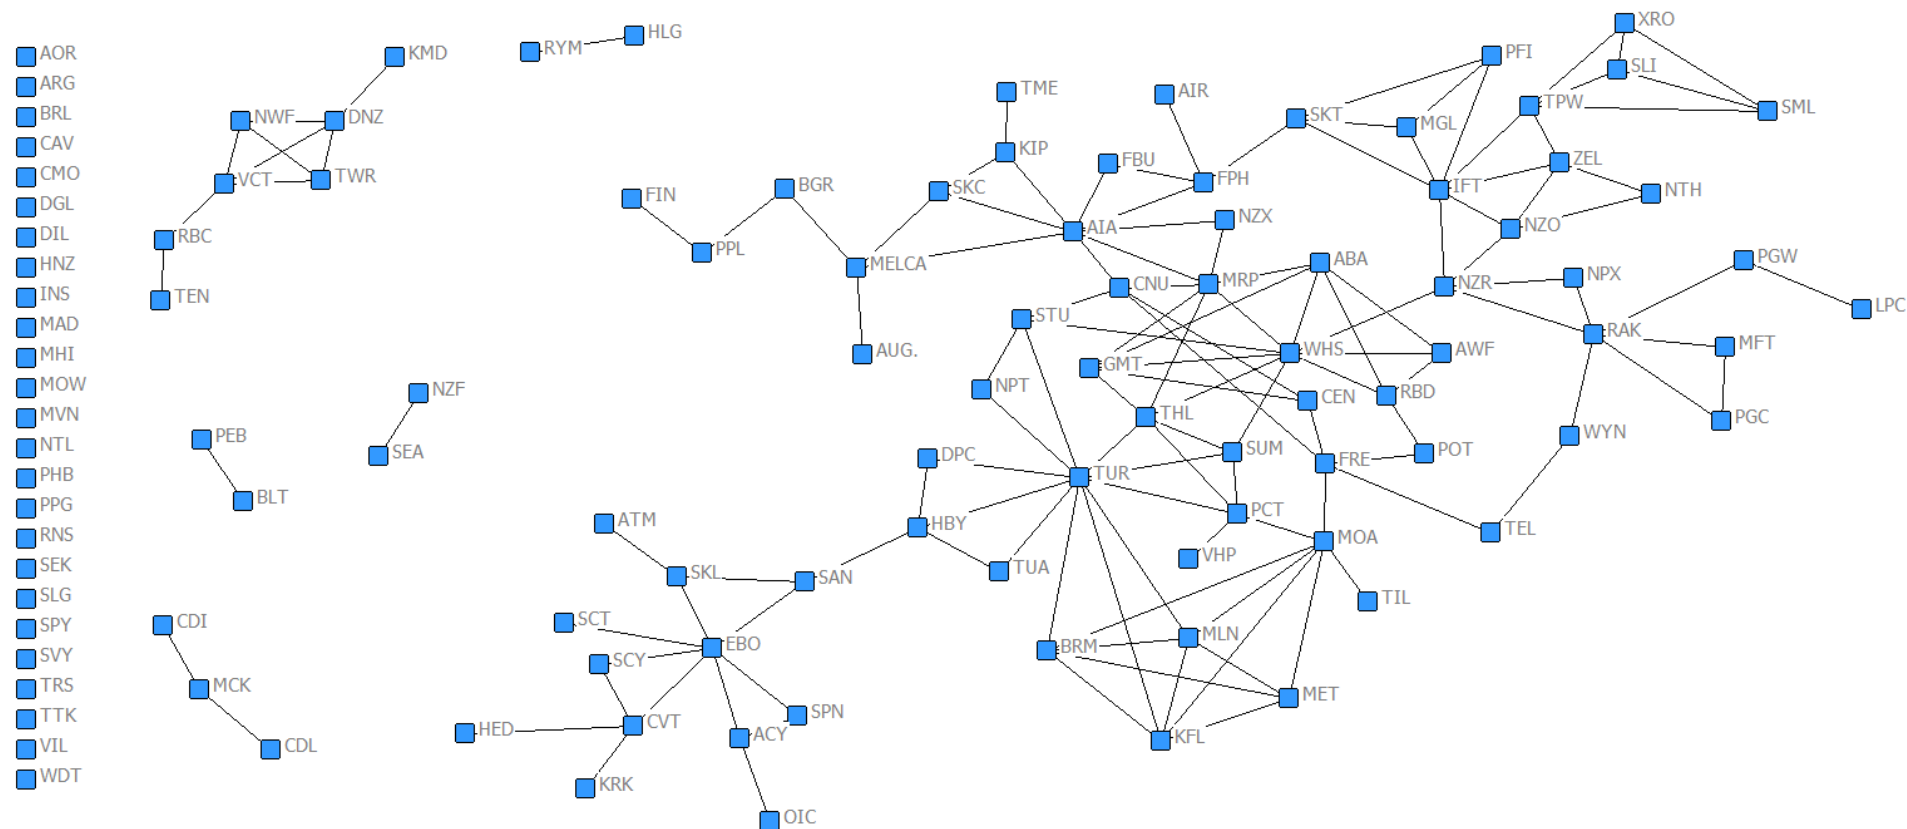 AOR
ARG
BRL
CAV
CMO
DGL
DIL
HNZ
INS
MAD
MHI
MOW
MVN
NTL
PHB
PPG
RNS
SEK
SLG
SPY
SVY
TRS
TTK
VIL
WDT
KMD
NWF
DNZ
VCT
TWR
RBC
TEN
RYM
HLG
NZF
SEA
PEB
BLT
CDI
MCK
CDL
FIN
PPL
BGR
MELCA
AUG.
SKC
TME
KIP
AIR
FBU
FPH
AIA
NZX
CNU
MRP
ABA
STU
GMT
WHS
AWF
NPT
THL
CEN
RBD
DPC
TUR
SUM
FRE
POT
HBY
TUA
PCT
VHP
MOA
TEL
TIL
BRM
MLN
MET
KFL
ATM
SKL
SAN
SCT
EBO
SCY
CVT
HED
KRK
ACY
SPN
OIC
XRO
SLI
PFI
TPW
SML
SKT
MGL
ZEL
IFT
NTH
NZO
NZR
NPX
PGW
LPC
RAK
MFT
PGC
WYN